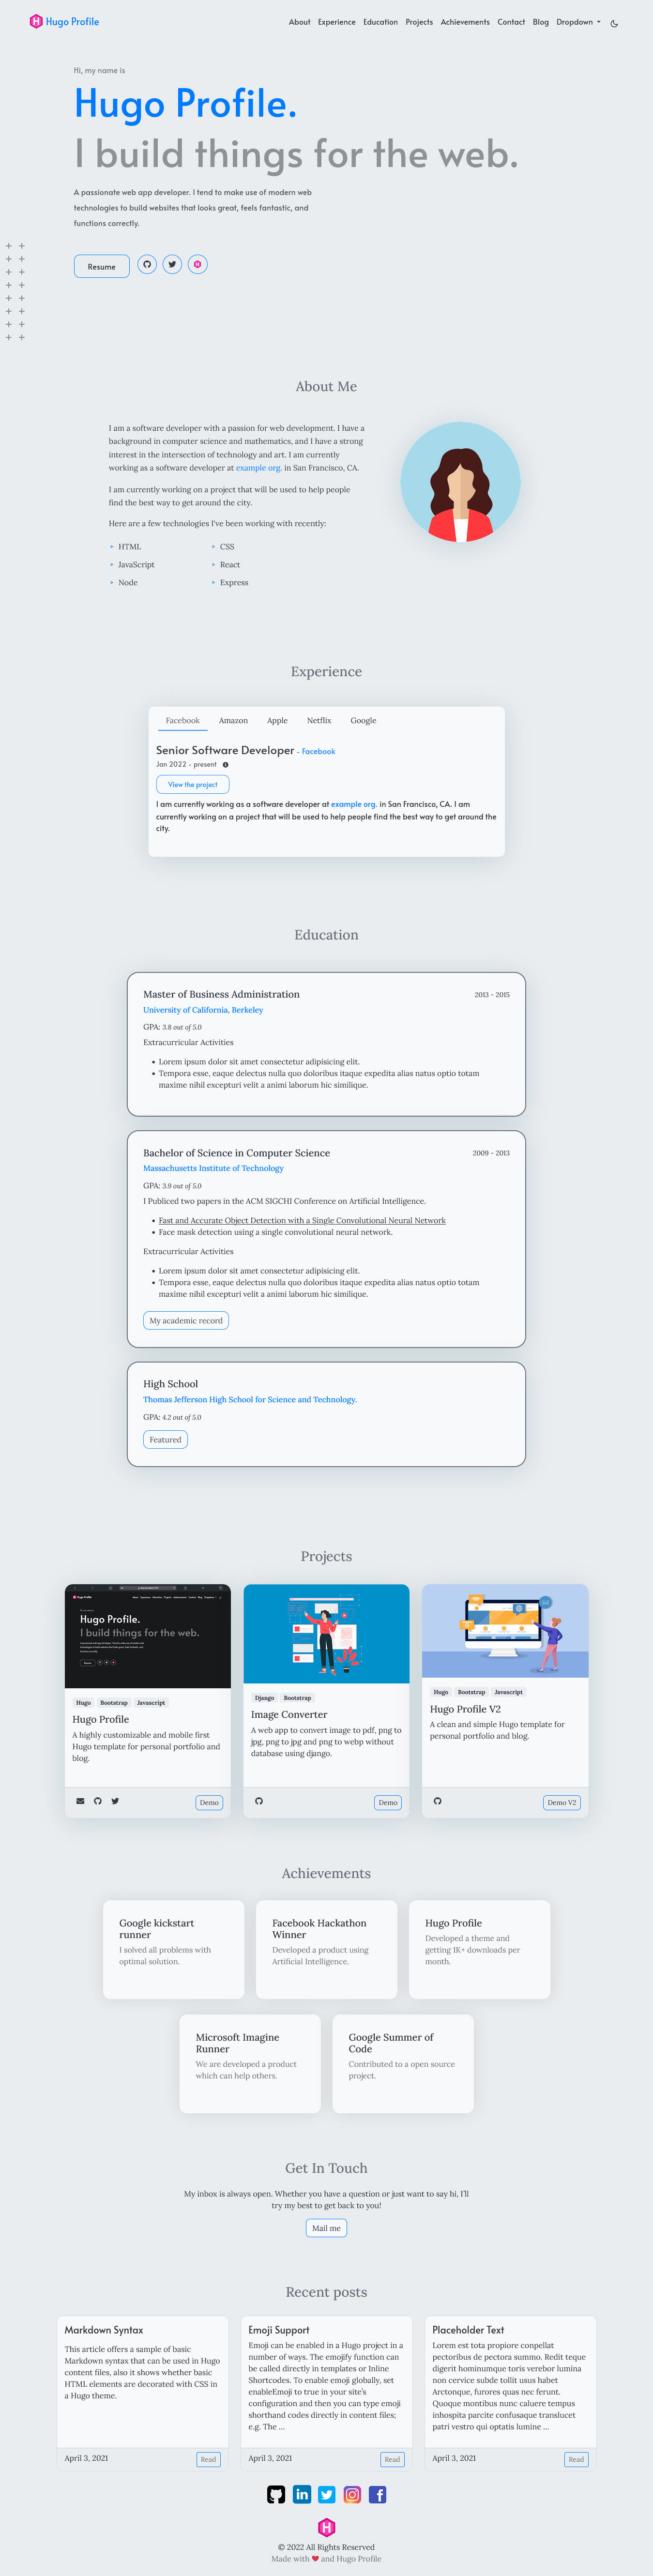 Hugo Profile
About Experience Education Projects Achievements Contact Blog Dropdown
Hi, my name is
Hugo Profile.
I build things for the web.
A passionate web app developer. I tend to make use of modern web
technologies to build websites that looks great, feels fantastic, and
functions correctly.
Resume
About Me
I am a software developer with a passion for web development. I have a
background in computer science and mathematics, and I have a strong
interest in the intersection of technology and art. I am currently
working as a software developer at example org. in San Francisco, CA.
I am currently working on a project that will be used to help people
find the best way to get around the city.
Here are a few technologies I've been working with recently:
HTML
CSS
JavaScript
React
Node
Express
Experience
Facebook Amazon Apple Netflix Google
Senior Software Developer - Facebook
Jan 2022 - present
View the project
I am currently working as a software developer at example org. in San Francisco, CA. I am
currently working on a project that will be used to help people find the best way to get around the
city.
Education
Master of Business Administration
2013 - 2015
University of California, Berkeley
GPA: 3.8 out of 5.0
Extracurricular Activities
Lorem ipsum dolor sit amet consectetur adipisicing elit.
Tempora esse, eaque delectus nulla quo doloribus itaque expedita alias natus optio totam
maxime nihil excepturi velit a animi laborum hic similique.
Bachelor of Science in Computer Science
2009 - 2013
Massachusetts Institute of Technology
GPA: 3.9 out of 5.0
I Publiced two papers in the ACM SIGCHI Conference on Artificial Intelligence.
Fast and Accurate Object Detection with a Single Convolutional Neural Network
Face mask detection using a single convolutional neural network.
Extracurricular Activities
Lorem ipsum dolor sit amet consectetur adipisicing elit.
Tempora esse, eaque delectus nulla quo doloribus itaque expedita alias natus optio totam
maxime nihil excepturi velit a animi laborum hic similique.
My academic record
High School
Thomas Jefferson High School for Science and Technology.
GPA: 4.2 out of 5.0
Featured
Projects
Hugo Profile.
I build things for the web.
Hugo Bootstrap Javascript
Hugo Profile
A highly customizable and mobile first
Hugo template for personal portfolio and
blog.
Demo
Django Bootstrap
Image Converter
A web app to convert image to pdf, png to
jpg, png to jpg and png to webp without
database using django.
Demo
Hugo Bootstrap Javascript
Hugo Profile V2
A clean and simple Hugo template for
personal portfolio and blog.
Demo V2
Achievements
Google kickstart
runner
I solved all problems with
optimal solution.
Facebook Hackathon
Winner
Developed a product using
Artificial Intelligence.
Hugo Profile
Developed a theme and
getting 1K+ downloads per
month.
Microsoft Imagine
Runner
We are developed a product
which can help others.
Google Summer of
Code
Contributed to a open source
project.
Get In Touch
My inbox is always open. Whether you have a question or just want to say hi, I'll
try my best to get back to you!
Mail me
Recent posts
Markdown Syntax
This article offers a sample of basic
Markdown syntax that can be used in Hugo
content files, also it shows whether basic
HTML elements are decorated with CSS in
a Hugo theme.
April 3, 2021
Read
Emoji Support
Emoji can be enabled in a Hugo project in a
number of ways. The emojify function can
be called directly in templates or Inline
Shortcodes. To enable emoji globally, set
enableEmoji to true in your site's
configuration and then you can type emoji
shorthand codes directly in content files;
e.g. The ...
April 3, 2021
Read
Placeholder Text
Lorem est tota propiore conpellat
pectoribus de pectora summo. Redit teque
digerit hominumque toris verebor lumina
non cervice subde tollit usus habet
Arctonque, furores quas nec ferunt.
Quoque montibus nunc caluere tempus
inhospita parcite confusaque translucet
patri vestro qui optatis lumine ...
April 3, 2021
Read
© 2022 All Rights Reserved
Made with ❤ and Hugo Profile